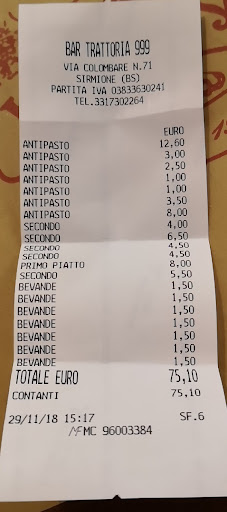 BAR TRATTORIA 999
VIA COLOMBARE N.71
SIRMIONE (BS)
PARTITA IVA 03833630241
TEL.3317302264
EURO
ANTIPASTO 12,60
ANTIPASTO 3,00
ANTIPASTO 2,50
ANTIPASTO 1,00
ANTIPASTO 1,00
ANTIPASTO 3,50
ANTIPASTO 8,00
SECONDO 4,00
SECONDO 6,50
SECONDO 4,50
SECONDO 4,50
PRIMO PIATTO 8,00
SECONDO 5,50
BEVANDE 1,50
BEVANDE 1,50
BEVANDE 1,50
BEVANDE 1,50
BEVANDE 1,50
BEVANDE 1,50
BEVANDE 1,50
TOTALE EURO 75,10
CONTANTI 75,10
29/11/18 15:17 SF.6
MF MC 96003384